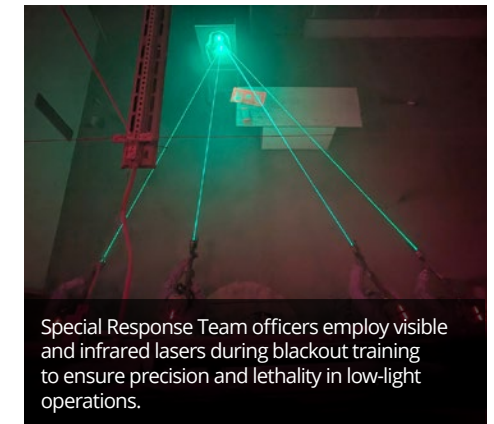 Special Response Team officers employ visible
and infrared lasers during blackout training
to ensure precision and lethality in low-light
operations.